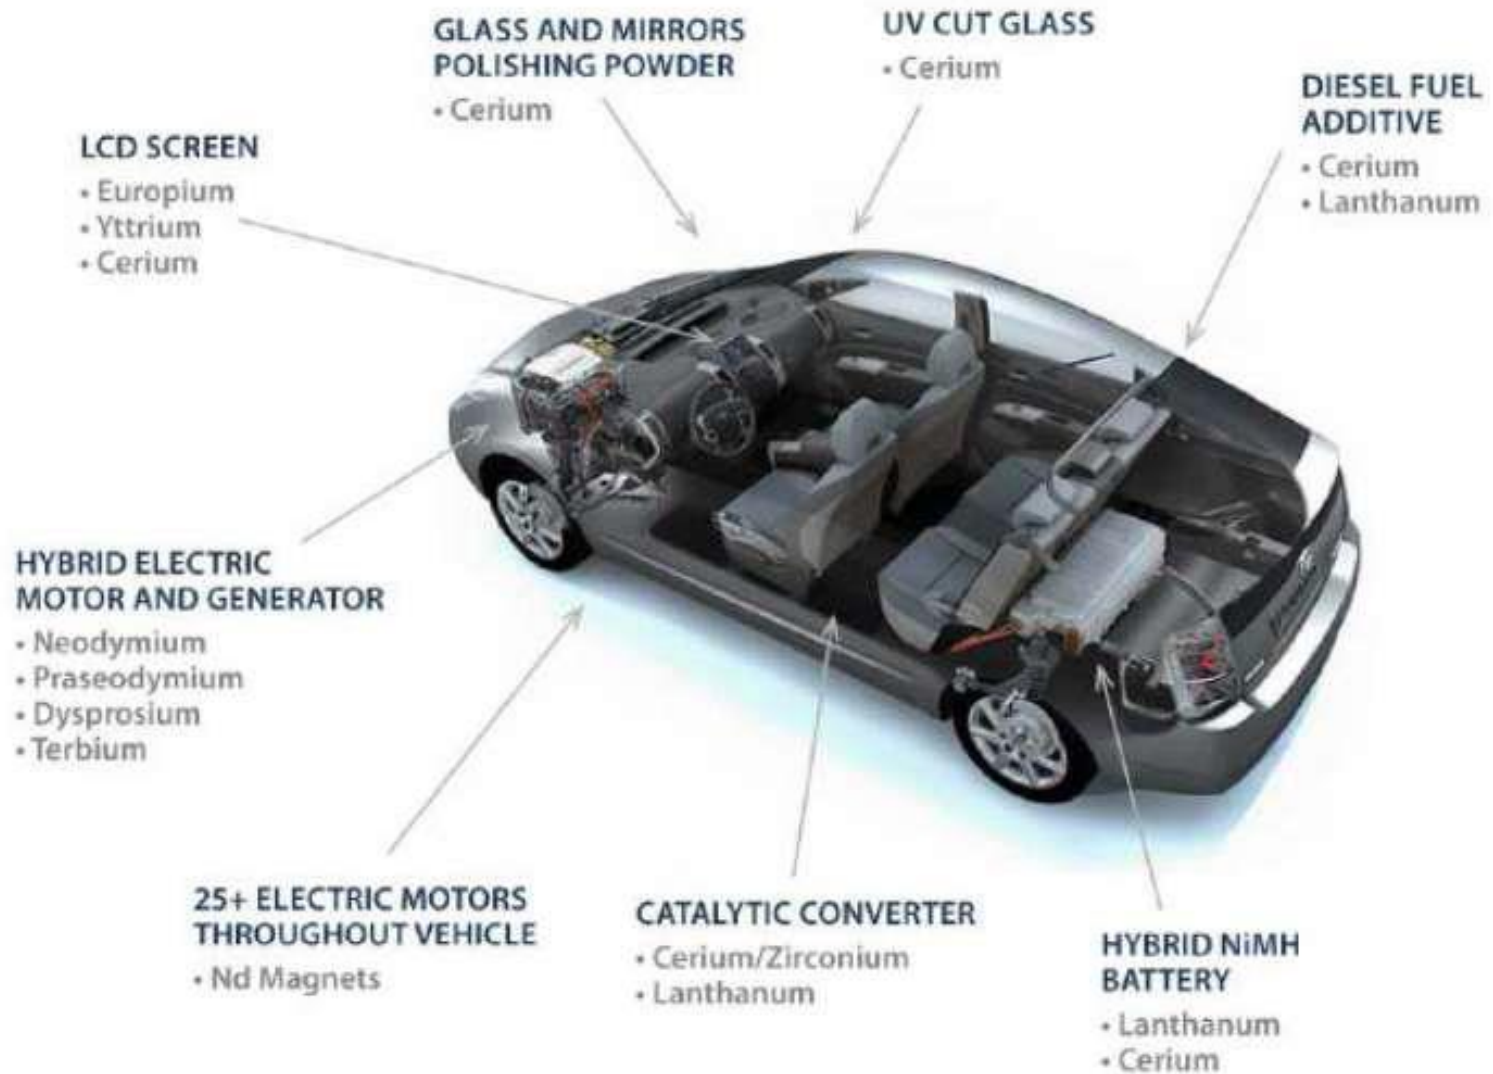 GLASS AND MIRRORS
POLISHING POWDER
• Cerium
UV CUT GLASS
• Cerium
DIESEL FUEL
ADDITIVE
• Cerium
• Lanthanum
LCD SCREEN
• Europium
• Yttrium
• Cerium
HYBRID ELECTRIC
MOTOR AND GENERATOR
• Neodymium
• Praseodymium
• Dysprosium
• Terbium
25+ ELECTRIC MOTORS
THROUGHOUT VEHICLE
• Nd Magnets
CATALYTIC CONVERTER
• Cerium/Zirconium
• Lanthanum
HYBRID NiMH
BATTERY
• Lanthanum
• Cerium